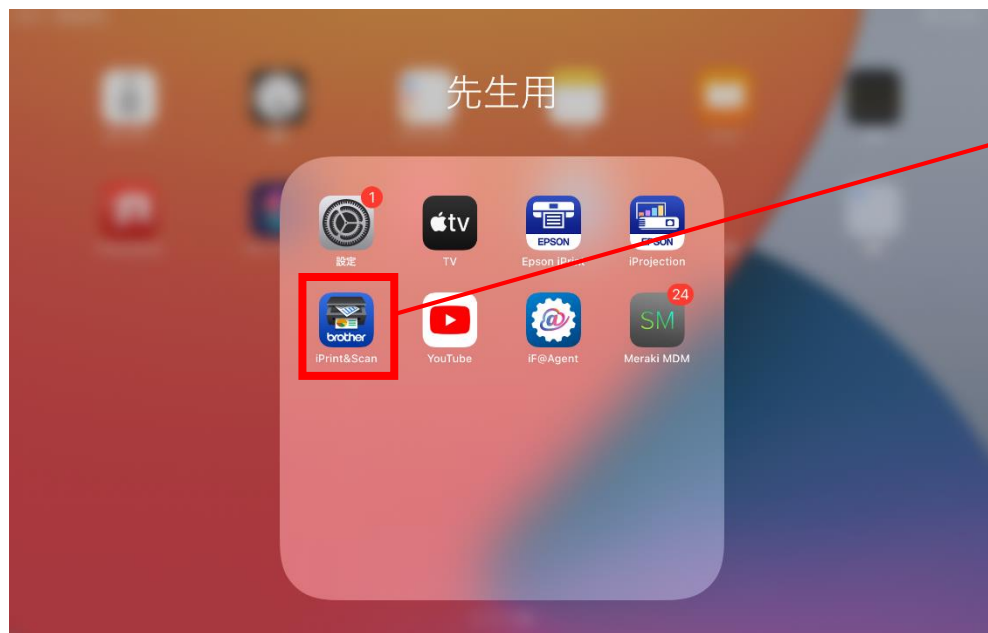 先生用
1
設定
tv
TV
EPSON
Epson iPrint
EPSON
iProjection
brother
iPrint&Scan
YouTube
@
iF@Agent
24
SM
Meraki MDM